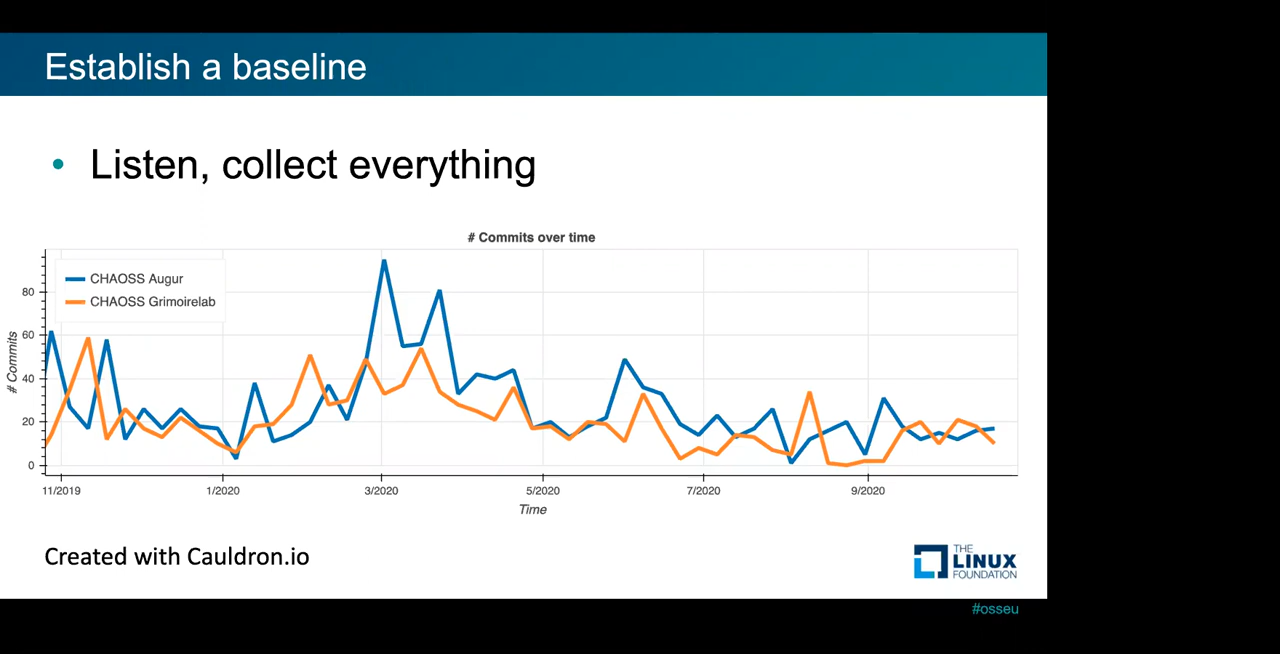 Establish a baseline
• Listen, collect everything
# Commits over time
CHAOSS Augur
CHAOSS Grimoirelab
# Commits
80
60
40
20
0
11/2019 1/2020 3/2020 5/2020 7/2020 9/2020
Time
Created with Cauldron.io
THE
LINUX
FOUNDATION
#osseu